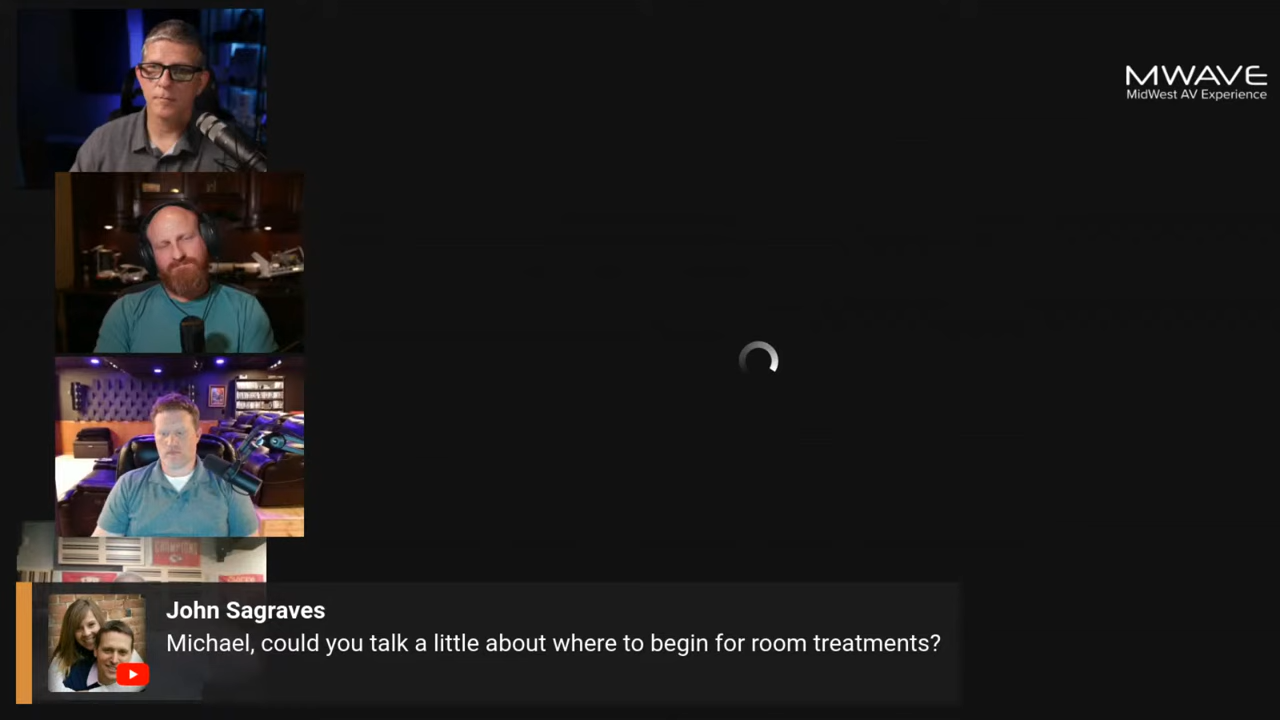 MWAVE
MidWest AV Experience
John Sagraves
Michael, could you talk a little about where to begin for room treatments?